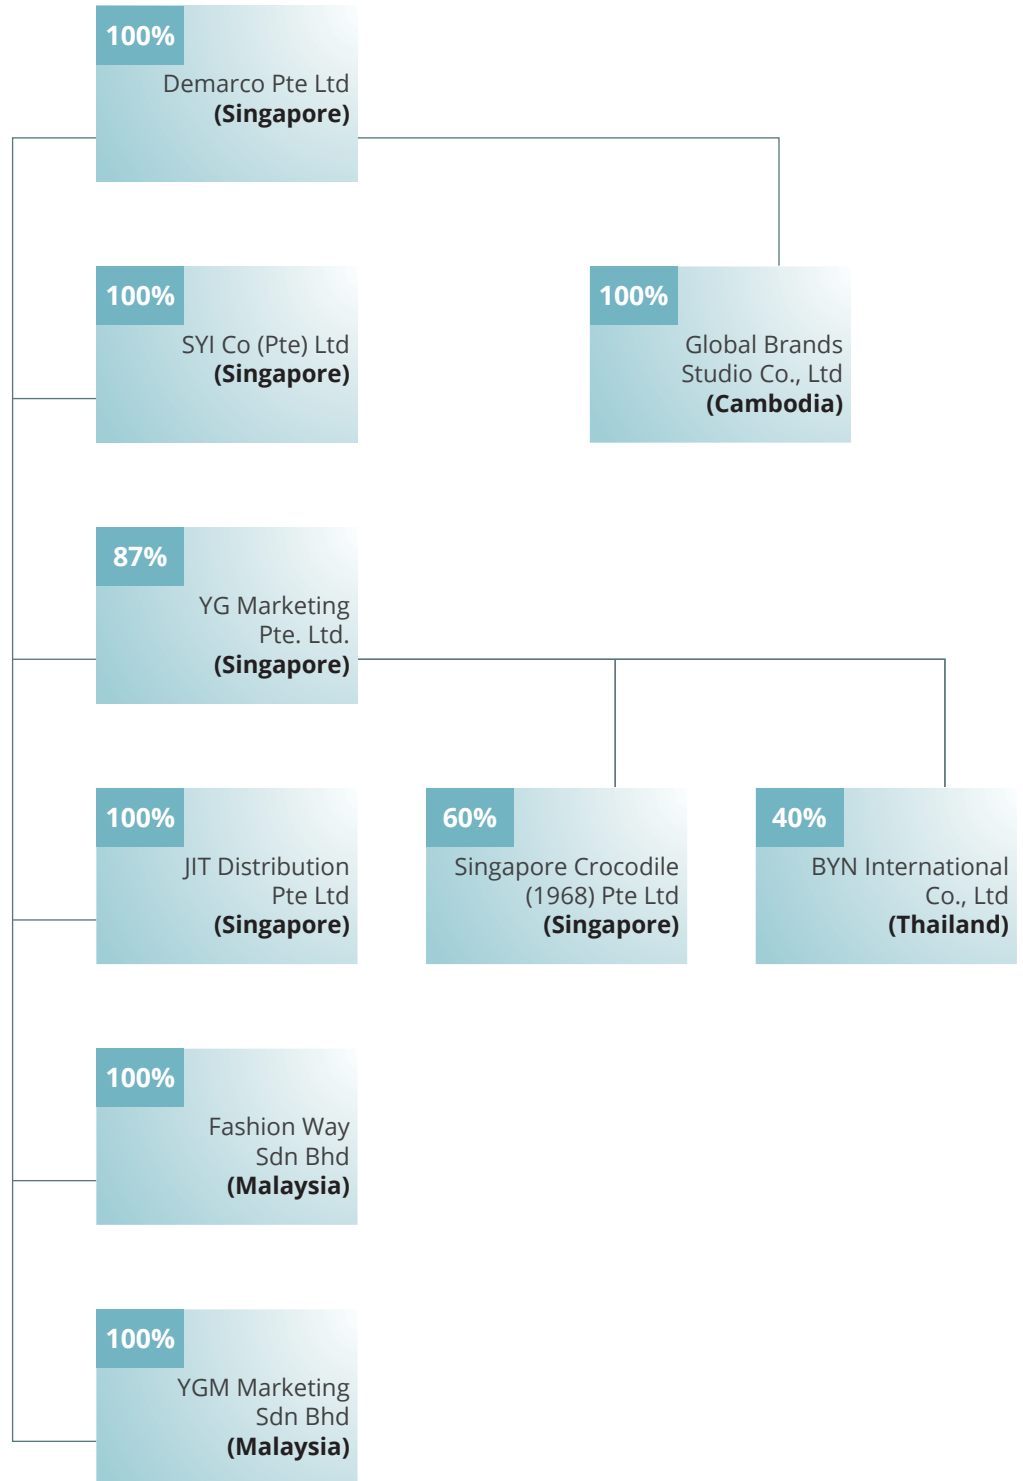 100%
Demarco Pte Ltd
(Singapore)
100%
SYI Co (Pte) Ltd
(Singapore)
100%
Global Brands
Studio Co., Ltd
(Cambodia)
87%
YG Marketing
Pte. Ltd.
(Singapore)
100%
JIT Distribution
Pte Ltd
(Singapore)
60%
Singapore Crocodile
(1968) Pte Ltd
(Singapore)
40%
BYN International
Co., Ltd
(Thailand)
100%
Fashion Way
Sdn Bhd
(Malaysia)
100%
YGM Marketing
Sdn Bhd
(Malaysia)